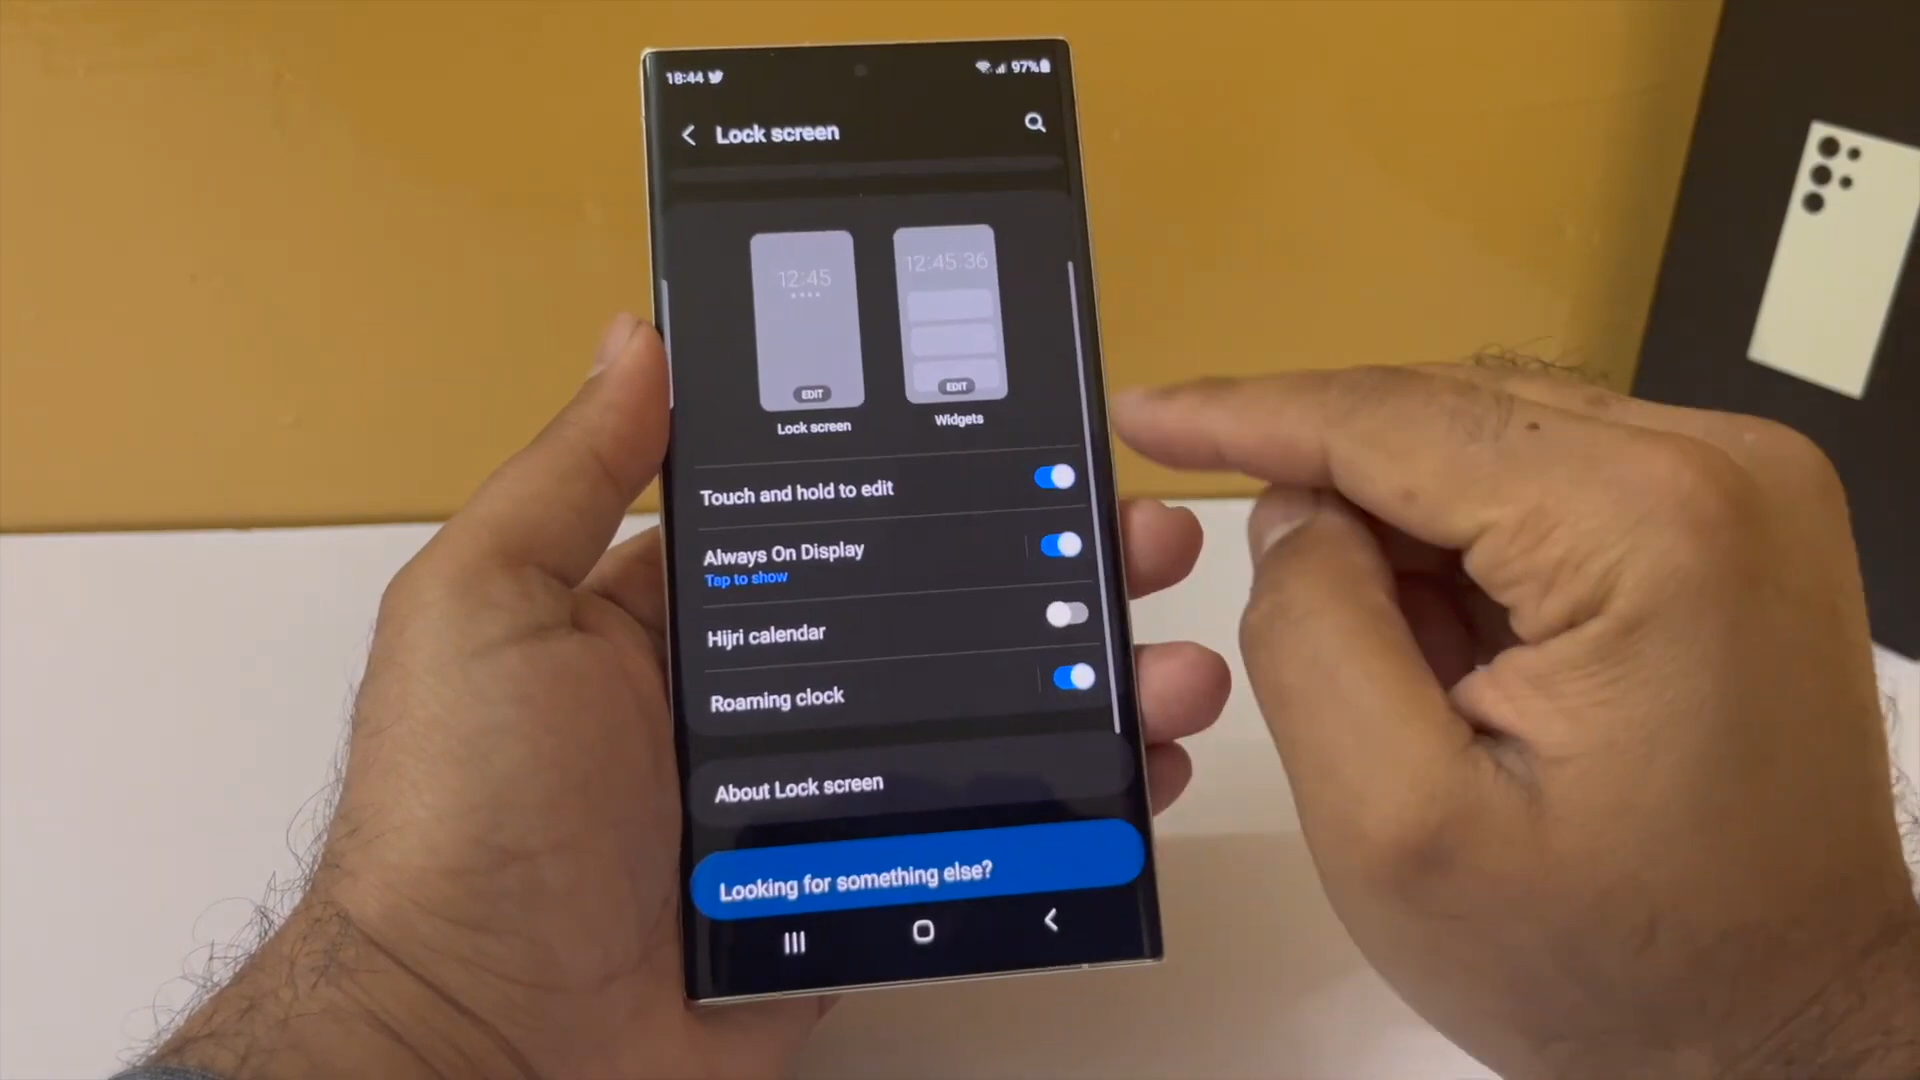 18:44 97%
Lock screen
12:45
12:45:36
EDIT
EDIT
Lock screen
Widgets
Touch and hold to edit
Always On Display
Tap to show
Hijri calendar
Roaming clock
About Lock screen
Looking for something else?